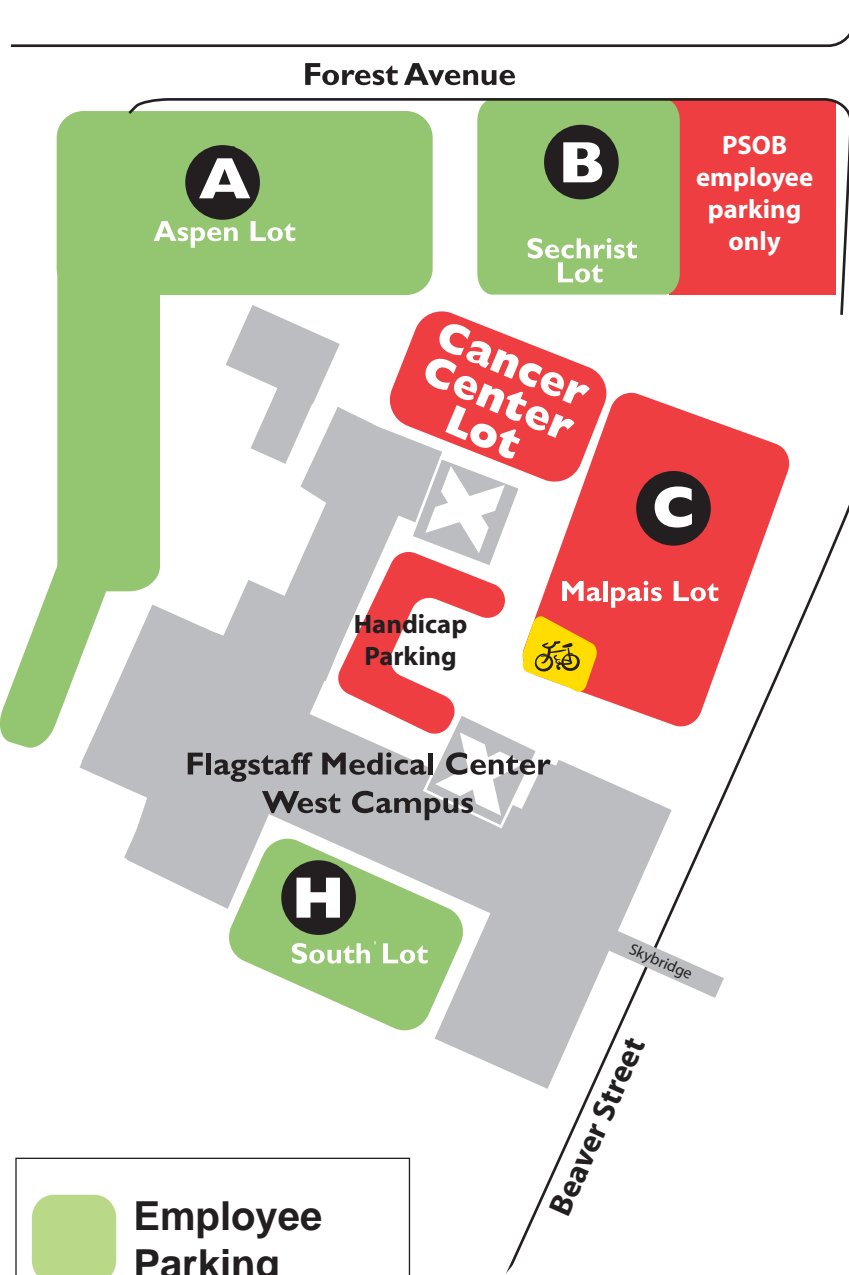 Forest Avenue
A
Aspen Lot
B
Sechrist
Lot
PSOB
employee
parking
only
Cancer
Center
Lot
C
Malpais Lot
Handicap
Parking
Flagstaff Medical Center
West Campus
H
South Lot
Skybridge
Beaver Street
Employee
Parking